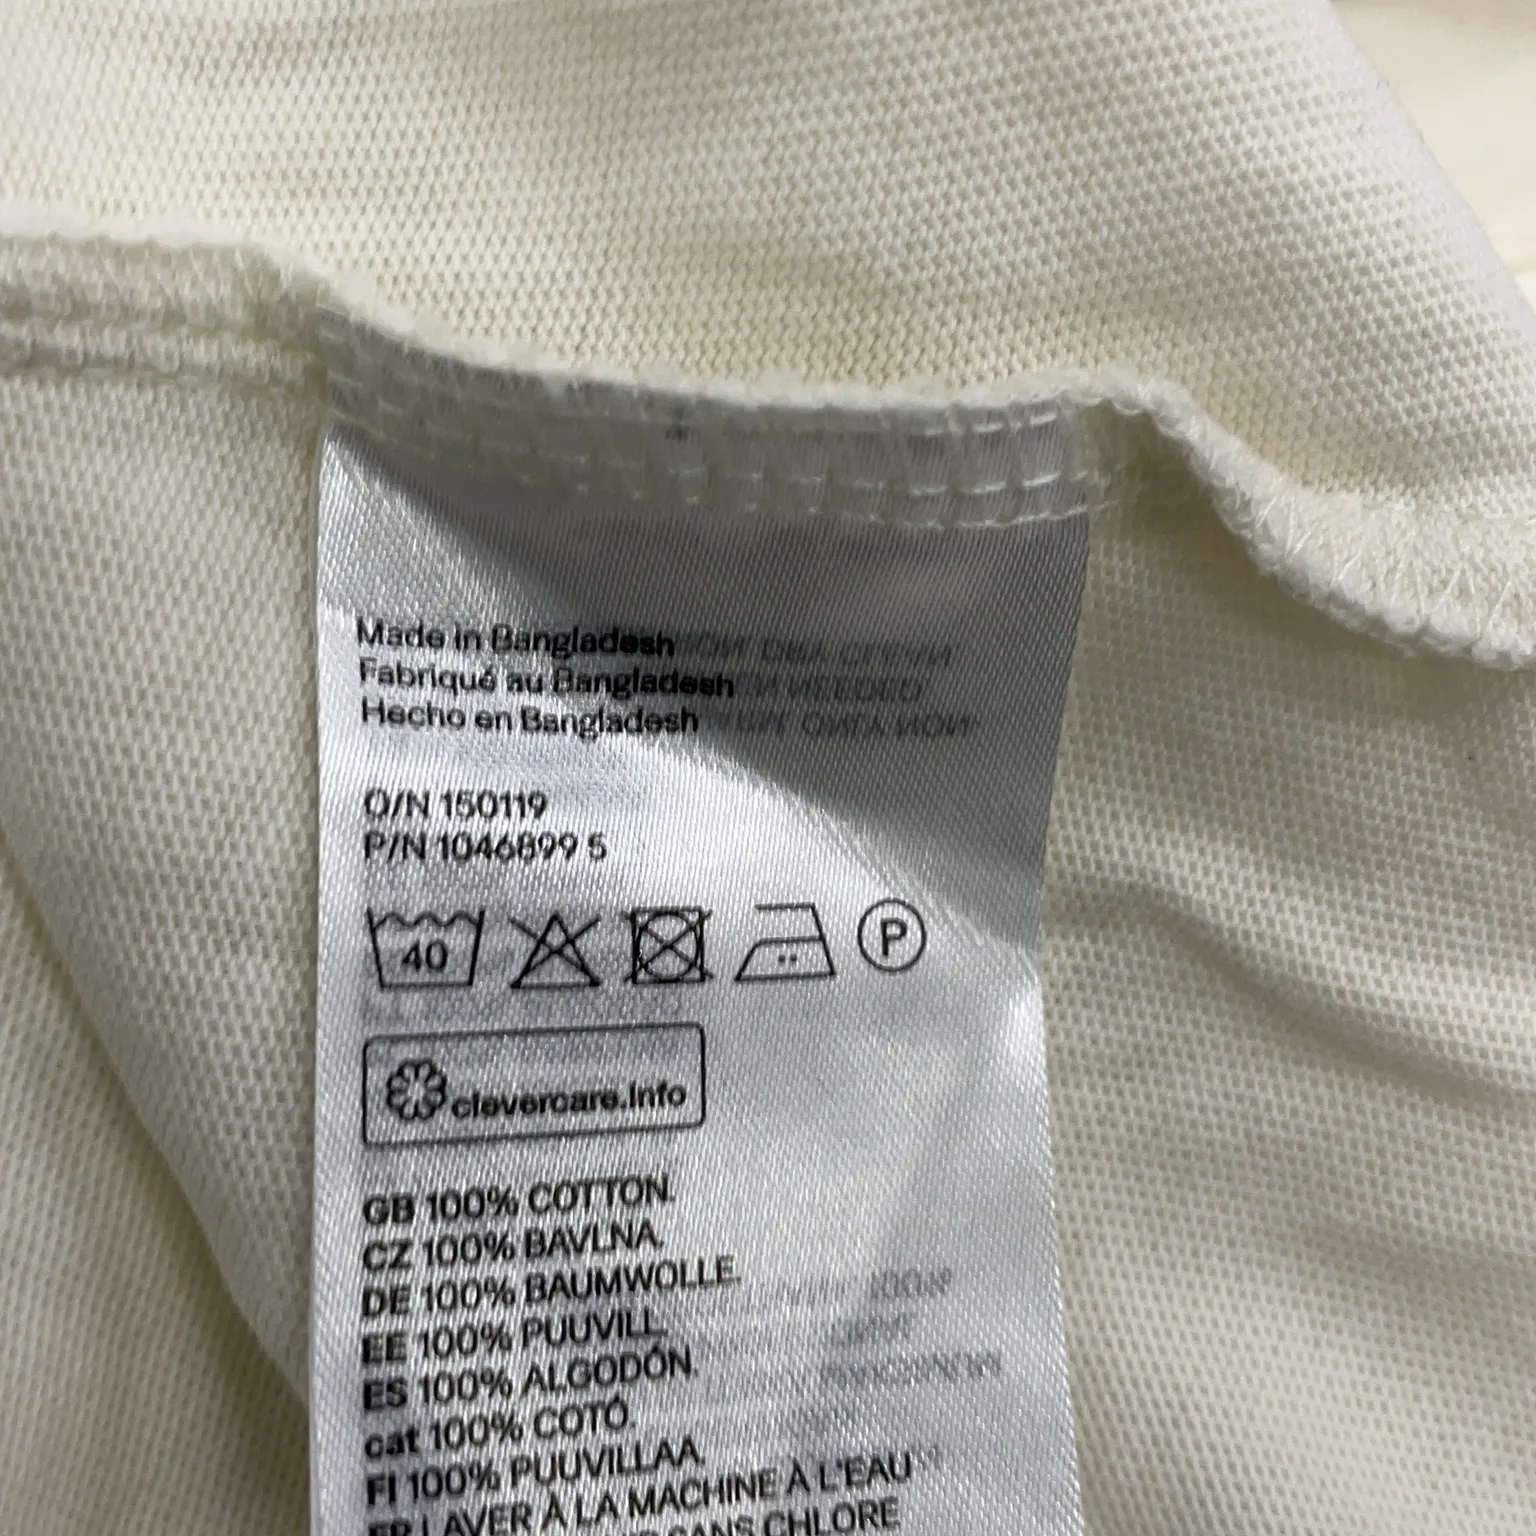 Made in Bangladesh
Fabriqué au Bangladesh
Hecho en Bangladesh
O/N 150119
P/N 1046899 5
40
P
clevercare.info
GB 100% COTTON.
CZ 100% BAVLNA.
DE 100% BAUMWOLLE.
EE 100% PUUVILL.
ES 100% ALGODÓN.
cat 100% COTÓ.
FI 100% PUUVILLAA
FR LAVER À LA MACHINE À L'EAU
SANS CHLORE